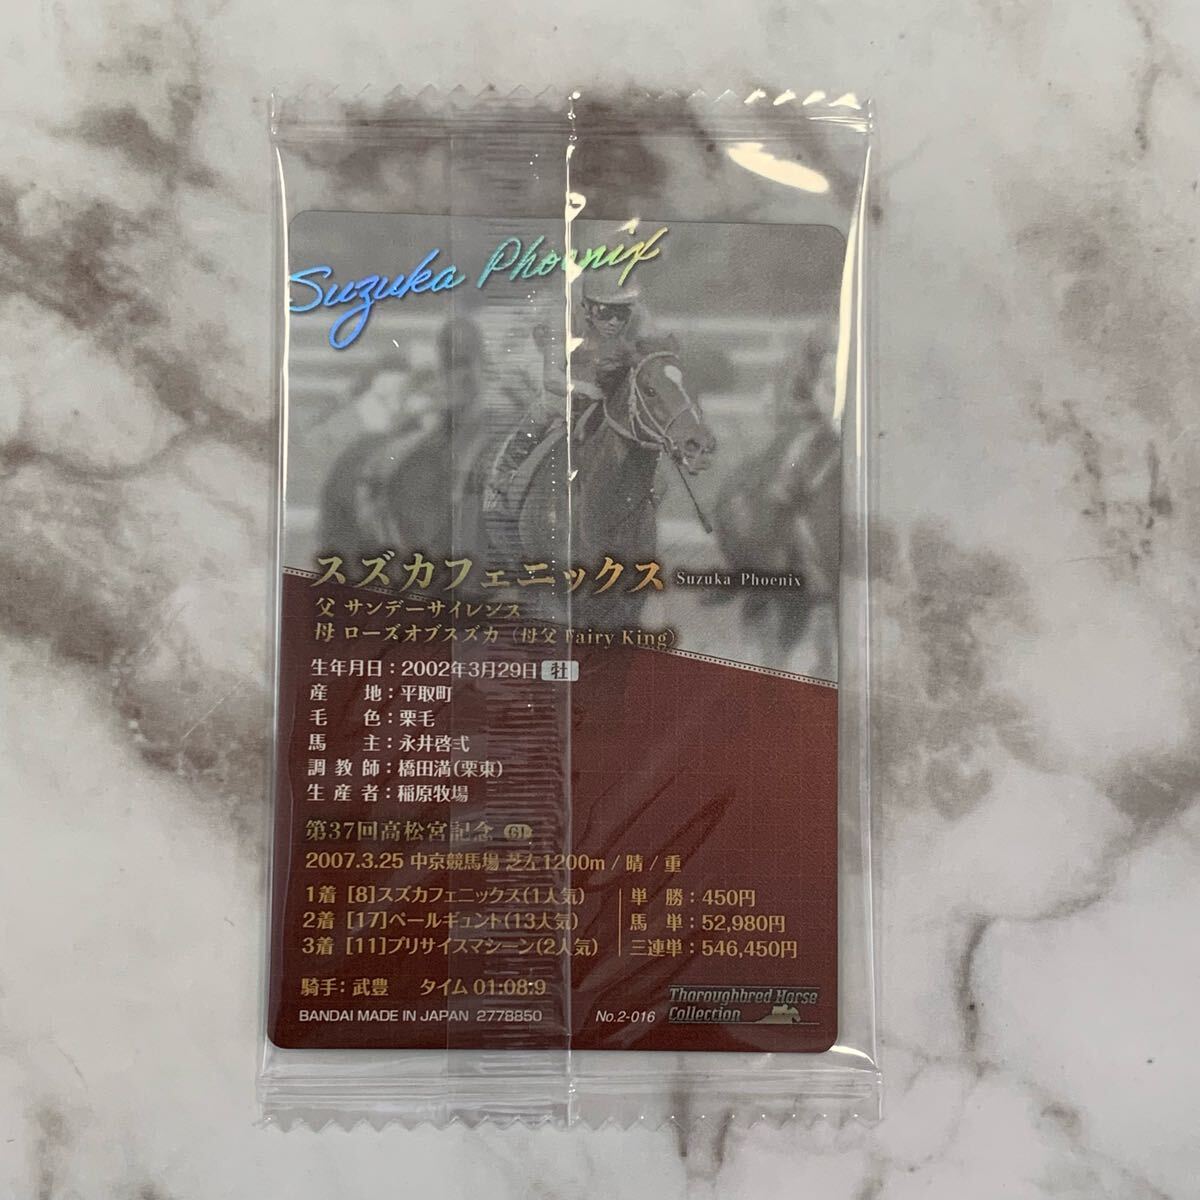 Suzuka Phoenix
スズカフェニックス Suzuka Phoenix
父 サンデーサイレンス
母 ローズオブスズカ（母父 Fairy King）
生年月日：2002年3月29日 牡
産地：平取町
毛色：栗毛
馬主：永井啓弍
調教師：橋田満(栗東)
生産者：稲原牧場
第37回高松宮記念 GI
2007.3.25 中京競馬場 芝左1200m / 晴 / 重
1着 [8]スズカフェニックス(1人気) 単勝：450円
2着 [17]ペールギュント(13人気) 馬単：52,980円
3着 [11]プリサイスマシーン(2人気) 三連単：546,450円
騎手：武豊 タイム 01:08:9
BANDAI MADE IN JAPAN 2778850 No.2-016
Thoroughbred Horse
Collection